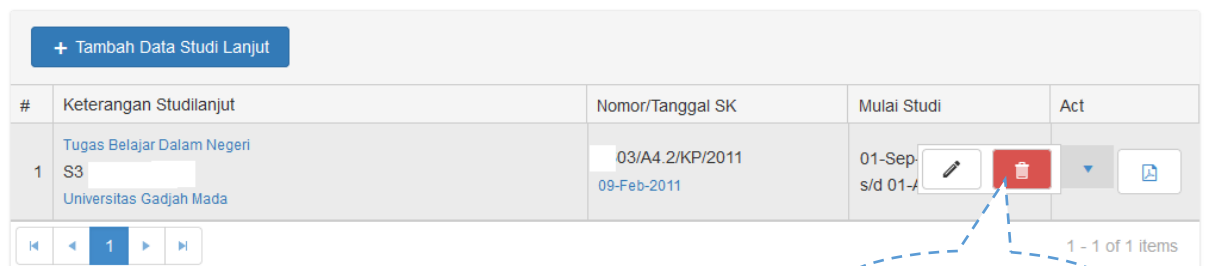 + Tambah Data Studi Lanjut
# Keterangan Studilanjut Nomor/Tanggal SK Mulai Studi Act
1
Tugas Belajar Dalam Negeri
S3
Universitas Gadjah Mada
03/A4.2/KP/2011
09-Feb-2011
01-Sep-
s/d 01-
1
1 - 1 of 1 items